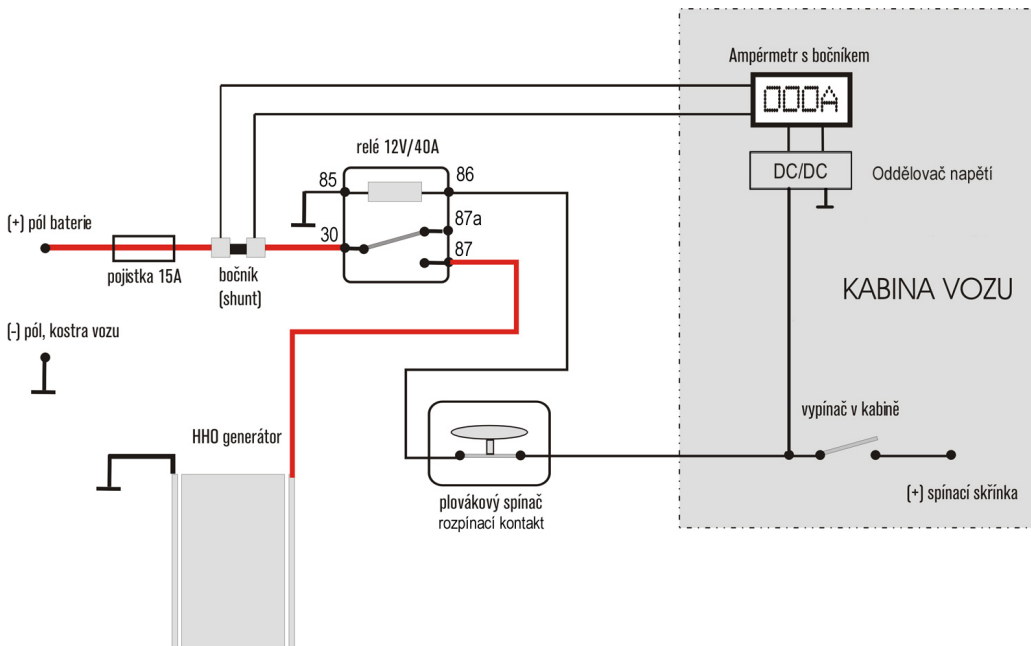 Ampérmetr s bočníkem
000A
DC/DC
Oddělovač napětí
relé 12V/40A
85
86
87a
30
87
(+) pól baterie
pojistka 15A
bočník
(shunt)
KABINA VOZU
(-) pól, kostra vozu
HHO generátor
vypínač v kabině
(+) spínací skřínka
plovákový spínač
rozpínací kontakt